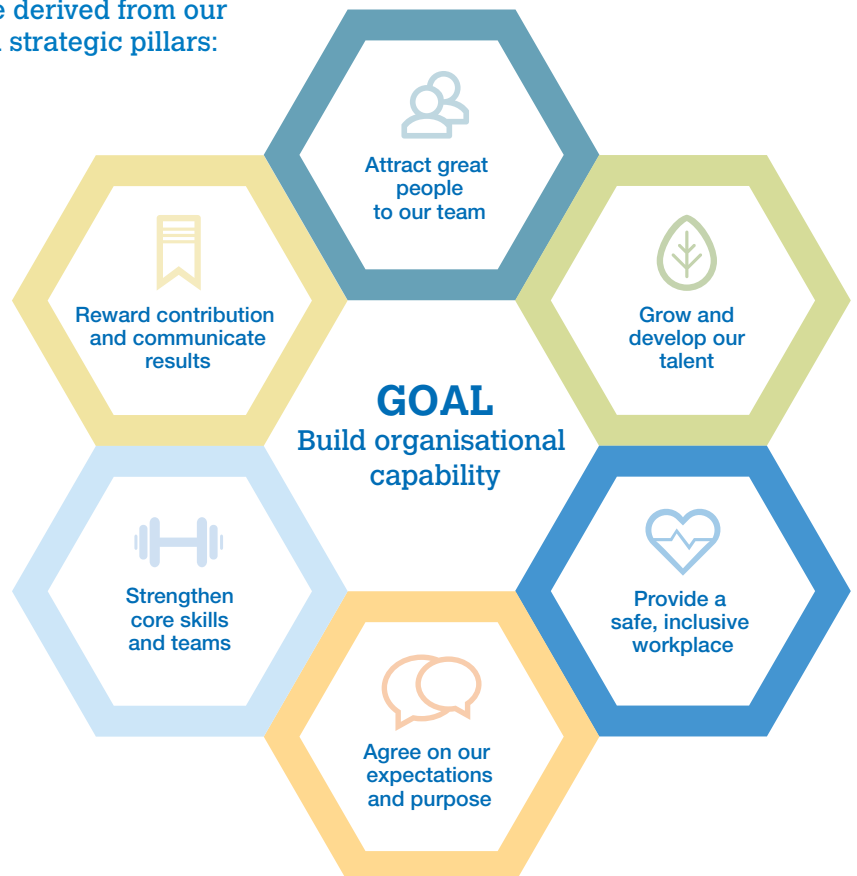 e derived from our
strategic pillars:
Attract great
people
to our team
Grow and
develop our
talent
Provide a
safe, inclusive
workplace
Agree on our
expectations
and purpose
Strengthen
core skills
and teams
Reward contribution
and communicate
results
GOAL
Build organisational
capability